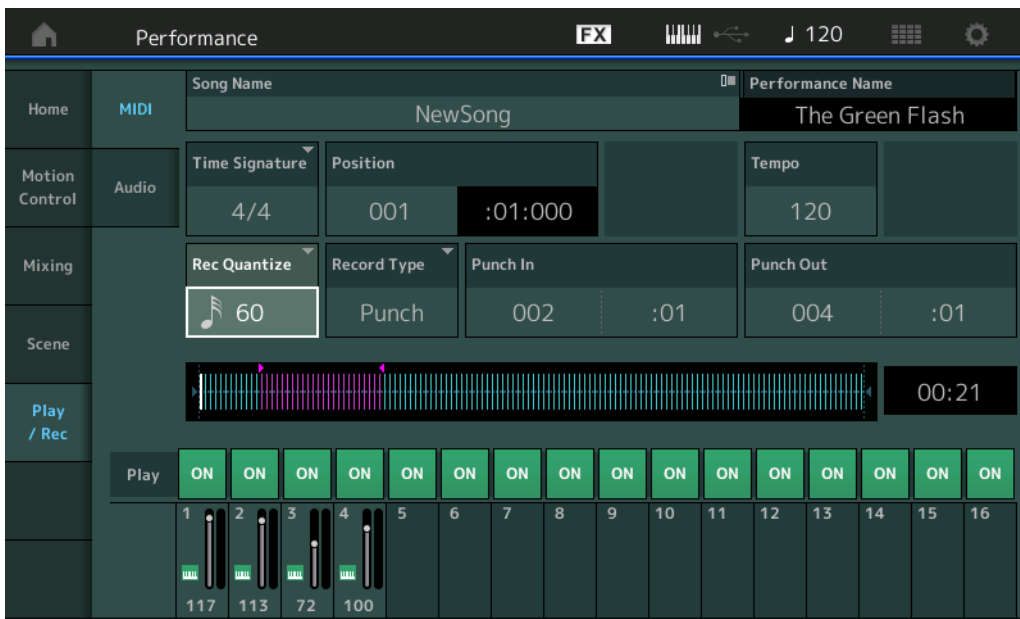 Performance FX 120
Home
Motion
Control
Mixing
Scene
Play
/ Rec
MIDI
Audio
Song Name
NewSong
Performance Name
The Green Flash
Time Signature
4/4
Position
001 :01:000
Tempo
120
Rec Quantize
60
Record Type
Punch
Punch In
002 :01
Punch Out
004 :01
00:21
Play ON ON ON ON ON ON ON ON ON ON ON ON ON ON ON ON
1 2 3 4 5 6 7 8 9 10 11 12 13 14 15 16
117 113 72 100